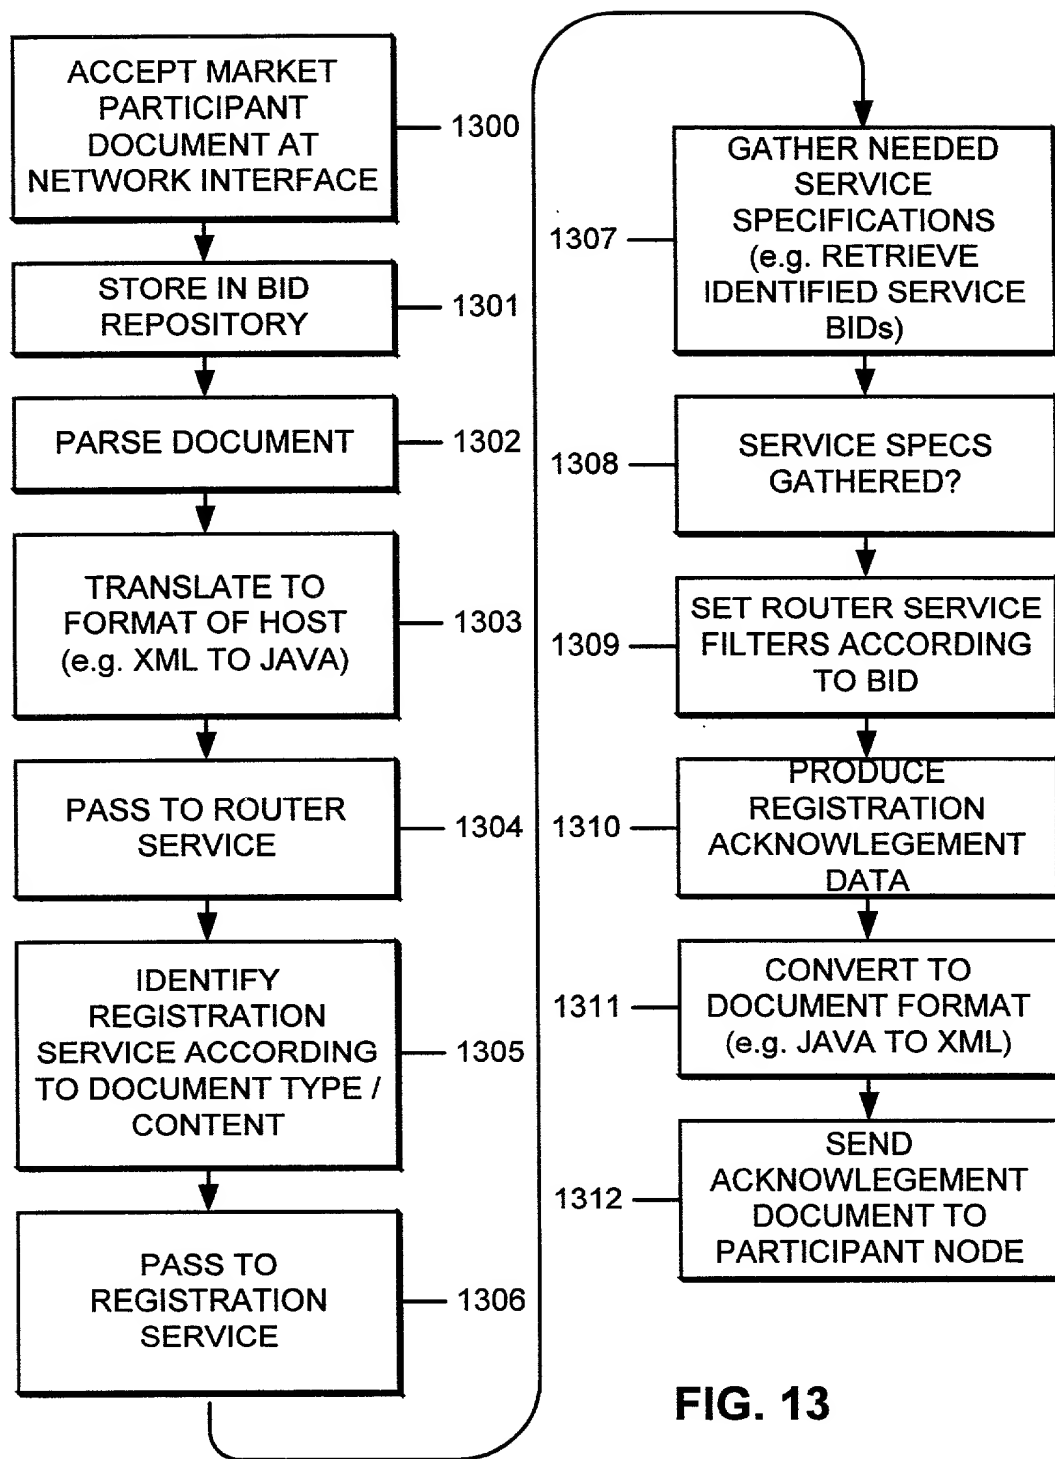 ACCEPT MARKET
PARTICIPANT
DOCUMENT AT
NETWORK INTERFACE
1300
STORE IN BID
REPOSITORY
1301
PARSE DOCUMENT
1302
TRANSLATE TO
FORMAT OF HOST
(e.g. XML TO JAVA)
1303
PASS TO ROUTER
SERVICE
1304
IDENTIFY
REGISTRATION
SERVICE ACCORDING
TO DOCUMENT TYPE /
CONTENT
1305
PASS TO
REGISTRATION
SERVICE
1306
GATHER NEEDED
SERVICE
SPECIFICATIONS
(e.g. RETRIEVE
IDENTIFIED SERVICE
BIDs)
1307
SERVICE SPECS
GATHERED?
1308
SET ROUTER SERVICE
FILTERS ACCORDING
TO BID
1309
PRODUCE
REGISTRATION
ACKNOWLEGEMENT
DATA
1310
CONVERT TO
DOCUMENT FORMAT
(e.g. JAVA TO XML)
1311
SEND
ACKNOWLEGEMENT
DOCUMENT TO
PARTICIPANT NODE
1312
FIG. 13